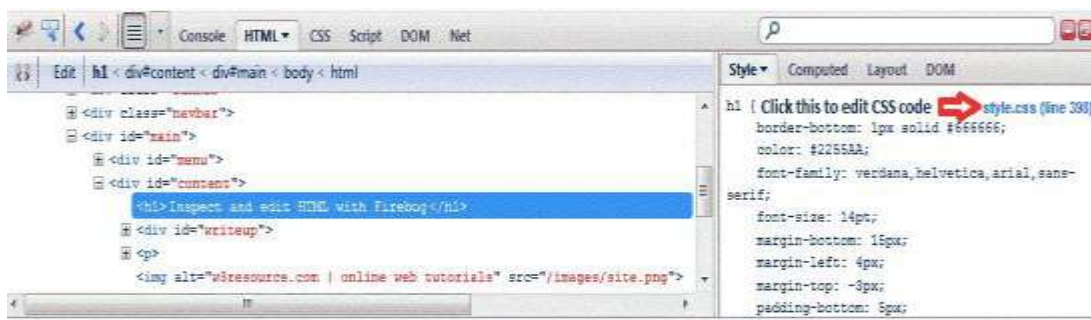 Console HTML CSS Script DOM Net
Edit h1 < div#content < div#main < body < html
<div class="navbar">
<div id="main">
<div id="menu">
<div id="content">
<h1>Inspect and edit HTML with Firebug</h1>
<div id="writeup">
<p>
<img alt="w3resource.com | online web tutorials" src="/images/site.png">
Style Computed Layout DOM
h1 { Click this to edit CSS code style.css (line 393)
border-bottom: 1px solid #666666;
color: #2255AA;
font-family: verdana,helvetica,arial,sans-
serif;
font-size: 14pt;
margin-bottom: 15px;
margin-left: 4px;
margin-top: -3px;
padding-bottom: 5px;